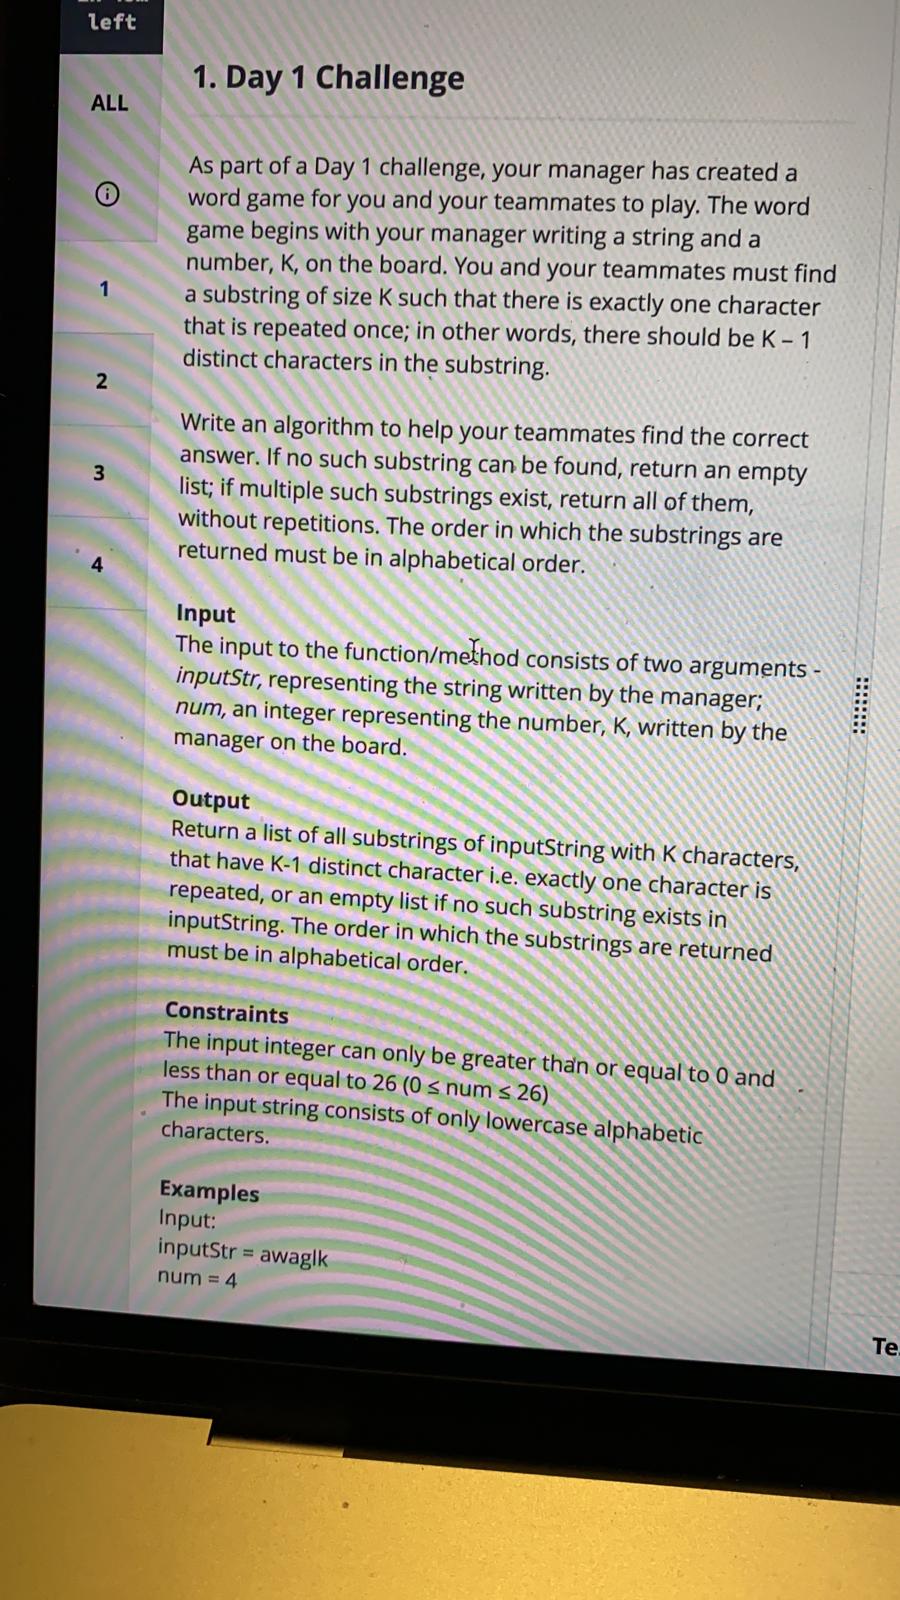 left
ALL
1
2
3
4
1. Day 1 Challenge
As part of a Day 1 challenge, your manager has created a
word game for you and your teammates to play. The word
game begins with your manager writing a string and a
number, K, on the board. You and your teammates must find
a substring of size K such that there is exactly one character
that is repeated once; in other words, there should be K – 1
distinct characters in the substring.
Write an algorithm to help your teammates find the correct
answer. If no such substring can be found, return an empty
list; if multiple such substrings exist, return all of them,
without repetitions. The order in which the substrings are
returned must be in alphabetical order.
Input
The input to the function/method consists of two arguments -
inputStr, representing the string written by the manager;
num, an integer representing the number, K, written by the
manager on the board.
Output
Return a list of all substrings of inputString with K characters,
that have K-1 distinct character i.e. exactly one character is
repeated, or an empty list if no such substring exists in
inputString. The order in which the substrings are returned
must be in alphabetical order.
Constraints
The input integer can only be greater than or equal to 0 and
less than or equal to 26 (0 ≤ num ≤ 26)
The input string consists of only lowercase alphabetic
characters.
Examples
Input:
inputStr = awaglk
num = 4